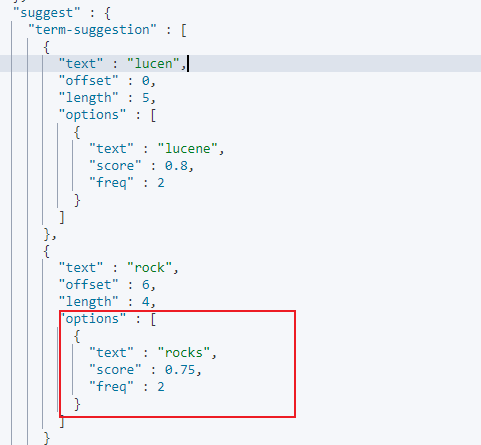 "suggest" : {
"term-suggestion" : [
{
"text" : "lucen",
"offset" : 0,
"length" : 5,
"options" : [
{
"text" : "lucene",
"score" : 0.8,
"freq" : 2
}
]
},
{
"text" : "rock",
"offset" : 6,
"length" : 4,
"options" : [
{
"text" : "rocks",
"score" : 0.75,
"freq" : 2
}
]
}